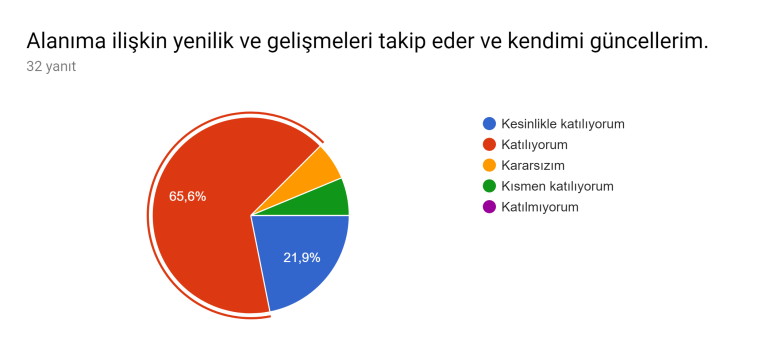 Alanıma ilişkin yenilik ve gelişmeleri takip eder ve kendimi güncellerim.
32 yanıt
65,6%
21,9%
Kesinlikle katılıyorum
Katılıyorum
Kararsızım
Kısmen katılıyorum
Katılmıyorum